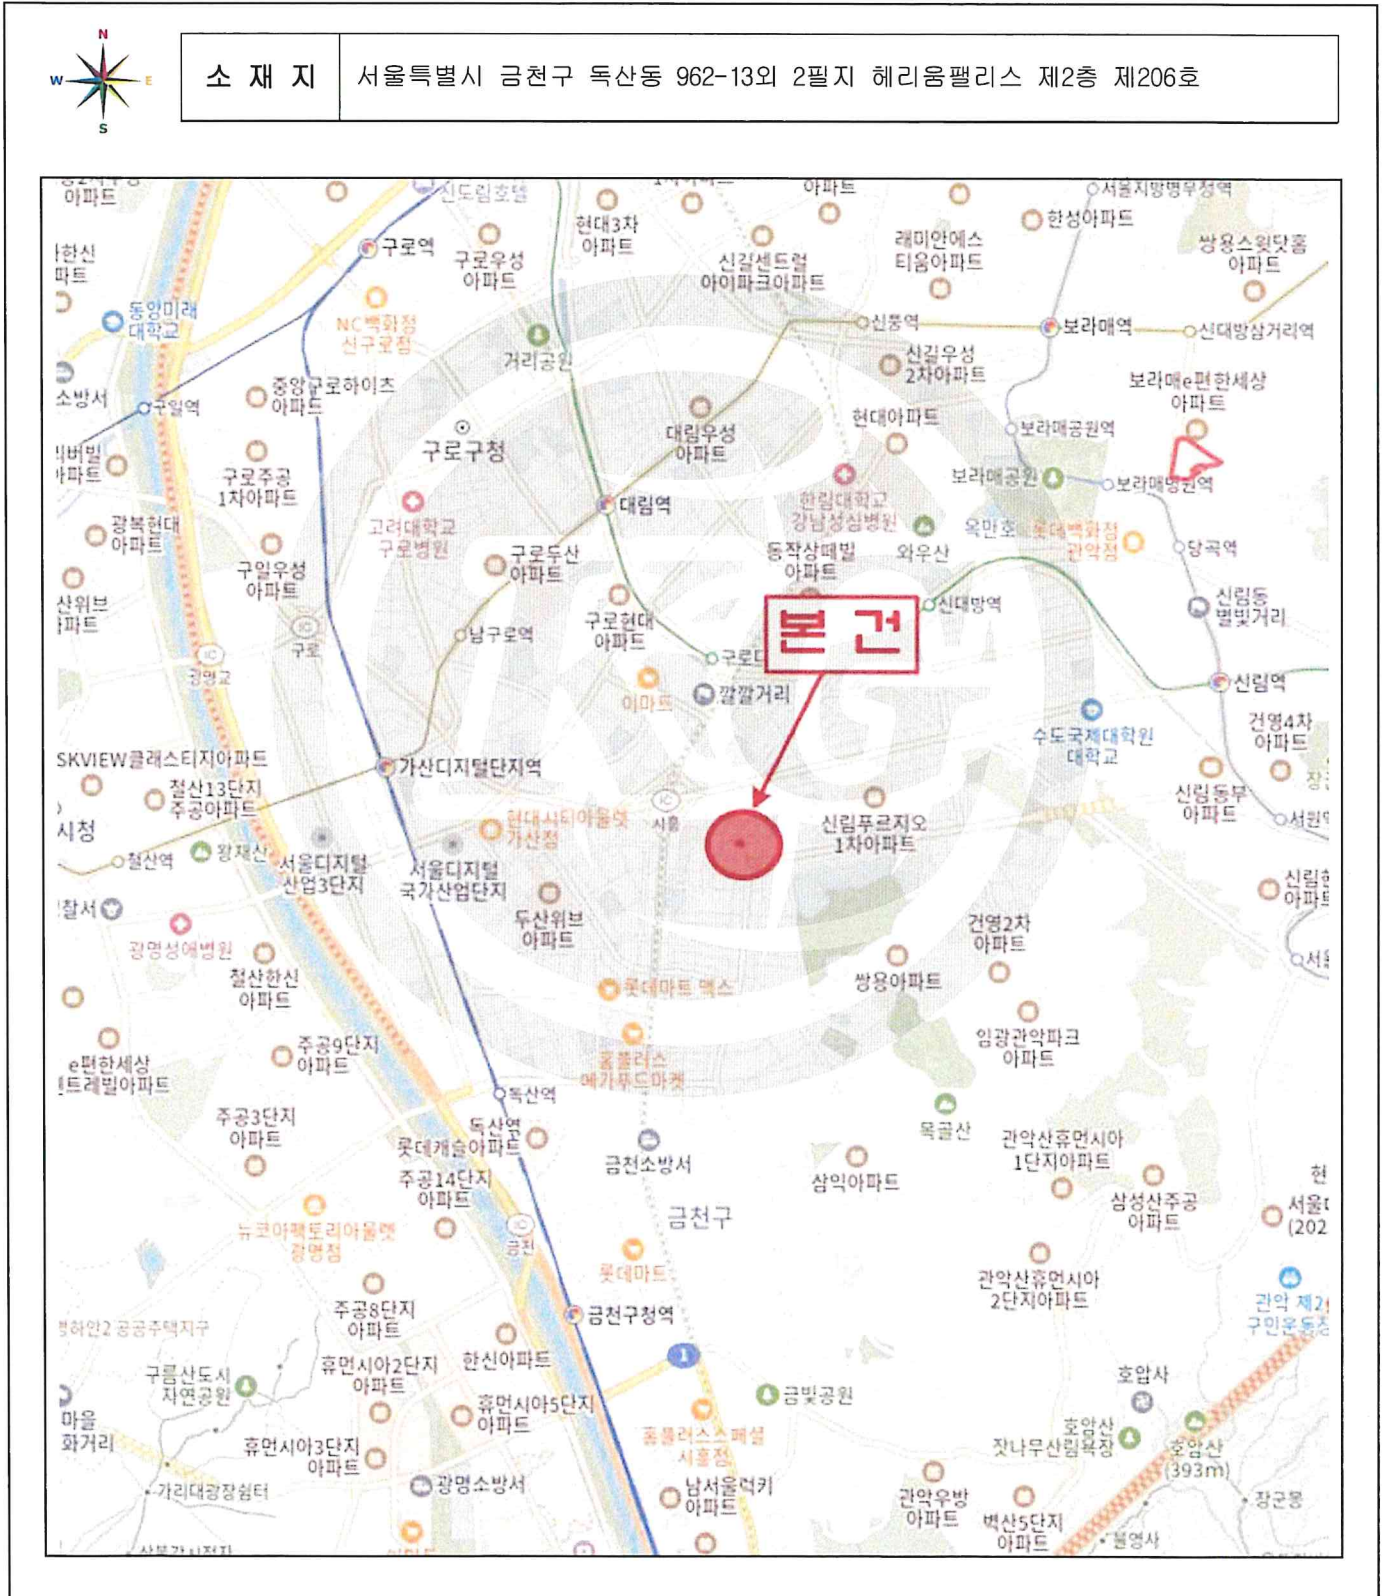 N
W
E
S
소 재 지
서울특별시 금천구 독산동 962-13외 2필지 헤리움팰리스 제2층 제206호
아파트
신도림호텔
현대3차
아파트
아파트
한성아파트
구로역
구로우성
아파트
신길센트럴
아이파크아파트
래미안에스
티움아파트
쌍용스윗닷홈
아파트
동양미래
대학교
NC백화점
신구로점
거리공원
신풍역
보라매역
신대방삼거리역
신길우성
2차아파트
보라매e편한세상
아파트
소방서
구일역
중앙구로하이츠
아파트
현대아파트
구로구청
대림우성
아파트
보라매공원역
구로주공
1차아파트
보라매공원
보라매병원역
고려대학교
구로병원
대림역
한림대학교
강남성심병원
와우산
옥만호
롯데백화점
관악점
당곡역
광복현대
아파트
구일우성
아파트
구로두산
아파트
동작상떼빌
아파트
신림동
별빛거리
구로현대
아파트
본 건
신대방역
구로
남구로역
IC
광명교
이마트
깔깔거리
신림역
수도국제대학원
대학교
건영4차
아파트
SKVIEW클래스티지아파트
가산디지털단지역
철산13단지
주공아파트
신림동부
아파트
시청
현대시티아울렛
가산점
IC
시흥
신림푸르지오
1차아파트
철산역
왕재산
서울디지털
산업3단지
서울디지털
국가산업단지
두산위브
아파트
광명성애병원
철산한신
아파트
건영2차
아파트
쌍용아파트
롯데마트 맥스
임광관악파크
아파트
e편한세상
주공9단지
아파트
홈플러스
메가푸드마켓
독산역
목골산
주공3단지
아파트
독산역
롯데캐슬아파트
금천소방서
관악산휴먼시아
1단지아파트
주공14단지
아파트
삼익아파트
삼성산주공
아파트
금천구
뉴코아팩토리아울렛
광명점
IC
금천
롯데마트
관악산휴먼시아
2단지아파트
주공8단지
아파트
금천구청역
관악 제2
구민운동장
한신아파트
1
구름산도시
자연공원
휴먼시아2단지
아파트
금빛공원
호압사
휴먼시아5단지
아파트
호암산
잣나무산림욕장
호암산
(393m)
휴먼시아3단지
아파트
홈플러스스페셜
시흥점
가리대광장쉼터
광명소방서
남서울럭키
아파트
관악우방
아파트
벽산5단지
아파트
장군봉
불영사